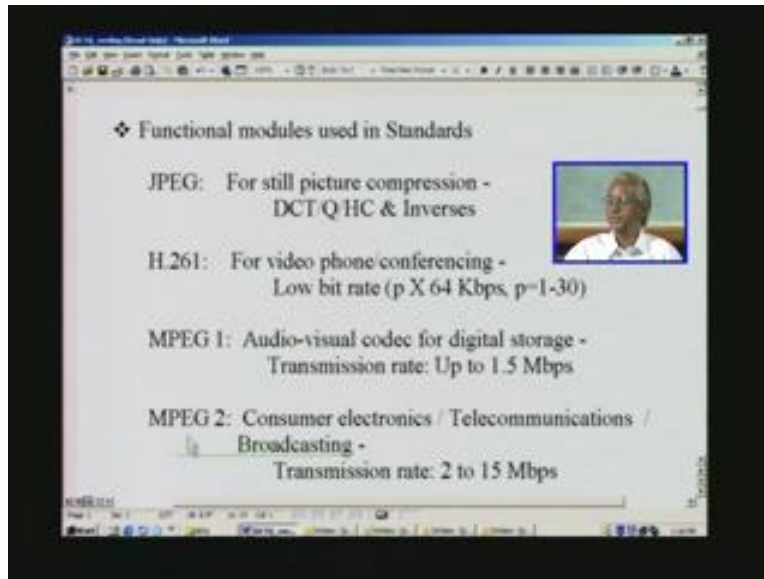 ❖ Functional modules used in Standards
JPEG: For still picture compression -
DCT/Q/HC & Inverses
H.261: For video phone/conferencing -
Low bit rate (p X 64 Kbps, p=1-30)
MPEG 1: Audio-visual codec for digital storage -
Transmission rate: Up to 1.5 Mbps
MPEG 2: Consumer electronics / Telecommunications /
Broadcasting -
Transmission rate: 2 to 15 Mbps